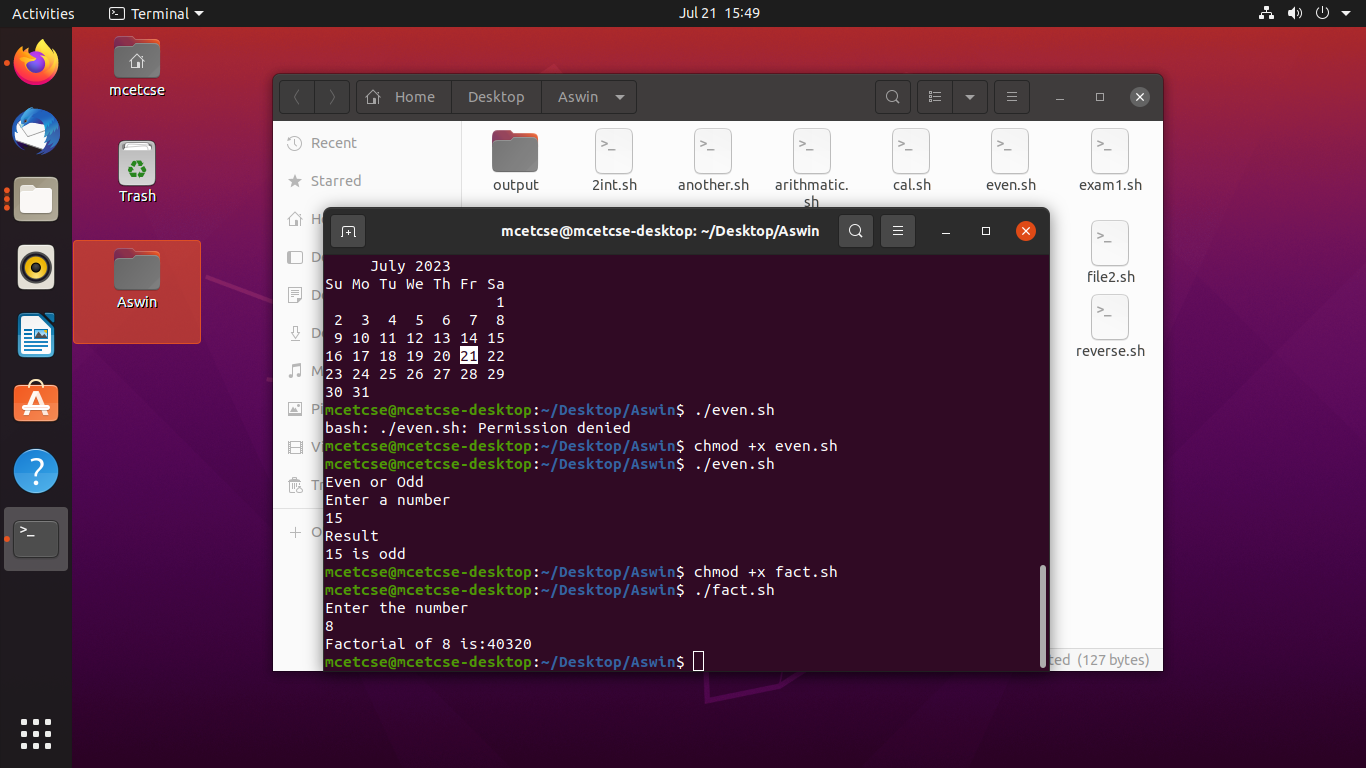 Activities
Terminal
Jul 21 15:49
mcetcse
Trash
Aswin
Home
Desktop
Aswin
Recent
Starred
output
2int.sh
another.sh
arithmatic.
sh
cal.sh
even.sh
exam1.sh
file2.sh
reverse.sh
(127 bytes)
mcetcse@mcetcse-desktop: ~/Desktop/Aswin
July 2023
Su Mo Tu We Th Fr Sa
1
2 3 4 5 6 7 8
9 10 11 12 13 14 15
16 17 18 19 20 21 22
23 24 25 26 27 28 29
30 31
mcetcse@mcetcse-desktop:~/Desktop/Aswin$ ./even.sh
bash: ./even.sh: Permission denied
mcetcse@mcetcse-desktop:~/Desktop/Aswin$ chmod +x even.sh
mcetcse@mcetcse-desktop:~/Desktop/Aswin$ ./even.sh
Even or Odd
Enter a number
15
Result
15 is odd
mcetcse@mcetcse-desktop:~/Desktop/Aswin$ chmod +x fact.sh
mcetcse@mcetcse-desktop:~/Desktop/Aswin$ ./fact.sh
Enter the number
8
Factorial of 8 is:40320
mcetcse@mcetcse-desktop:~/Desktop/Aswin$